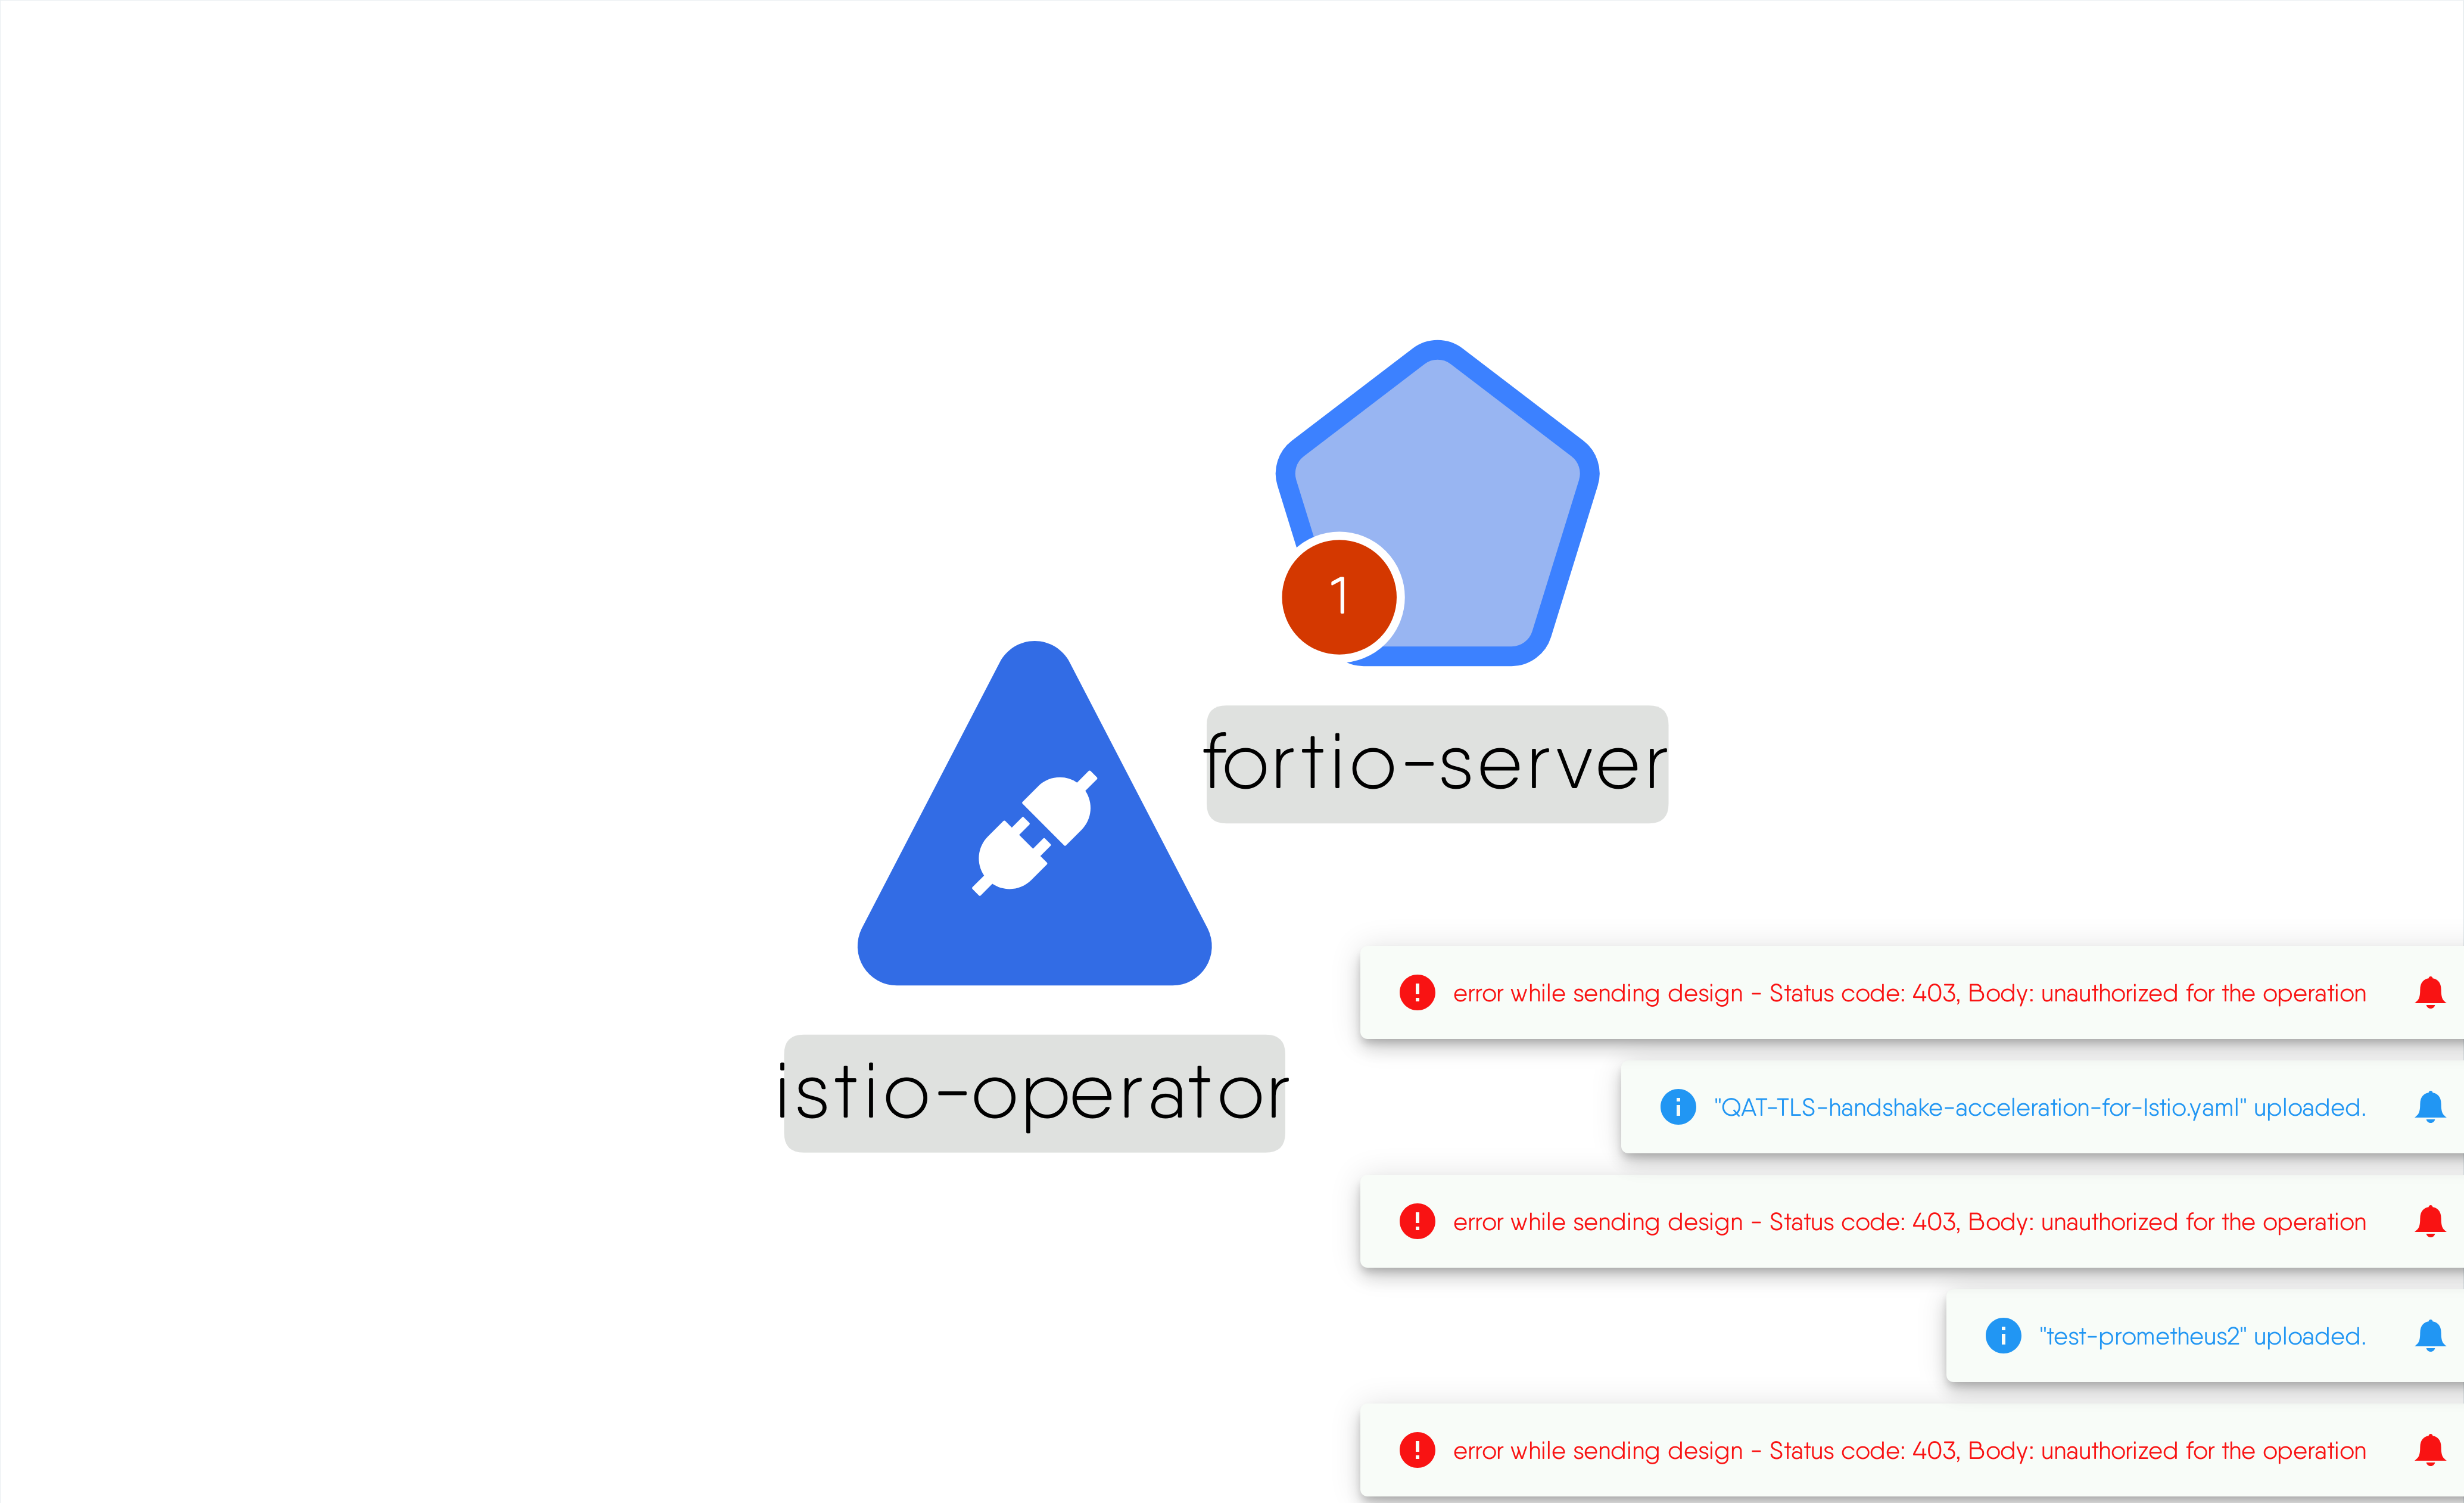 1
fortio-server
istio-operator
error while sending design - Status code: 403, Body: unauthorized for the operation
"QAT-TLS-handshake-acceleration-for-Istio.yaml" uploaded.
error while sending design - Status code: 403, Body: unauthorized for the operation
"test-prometheus2" uploaded.
error while sending design - Status code: 403, Body: unauthorized for the operation